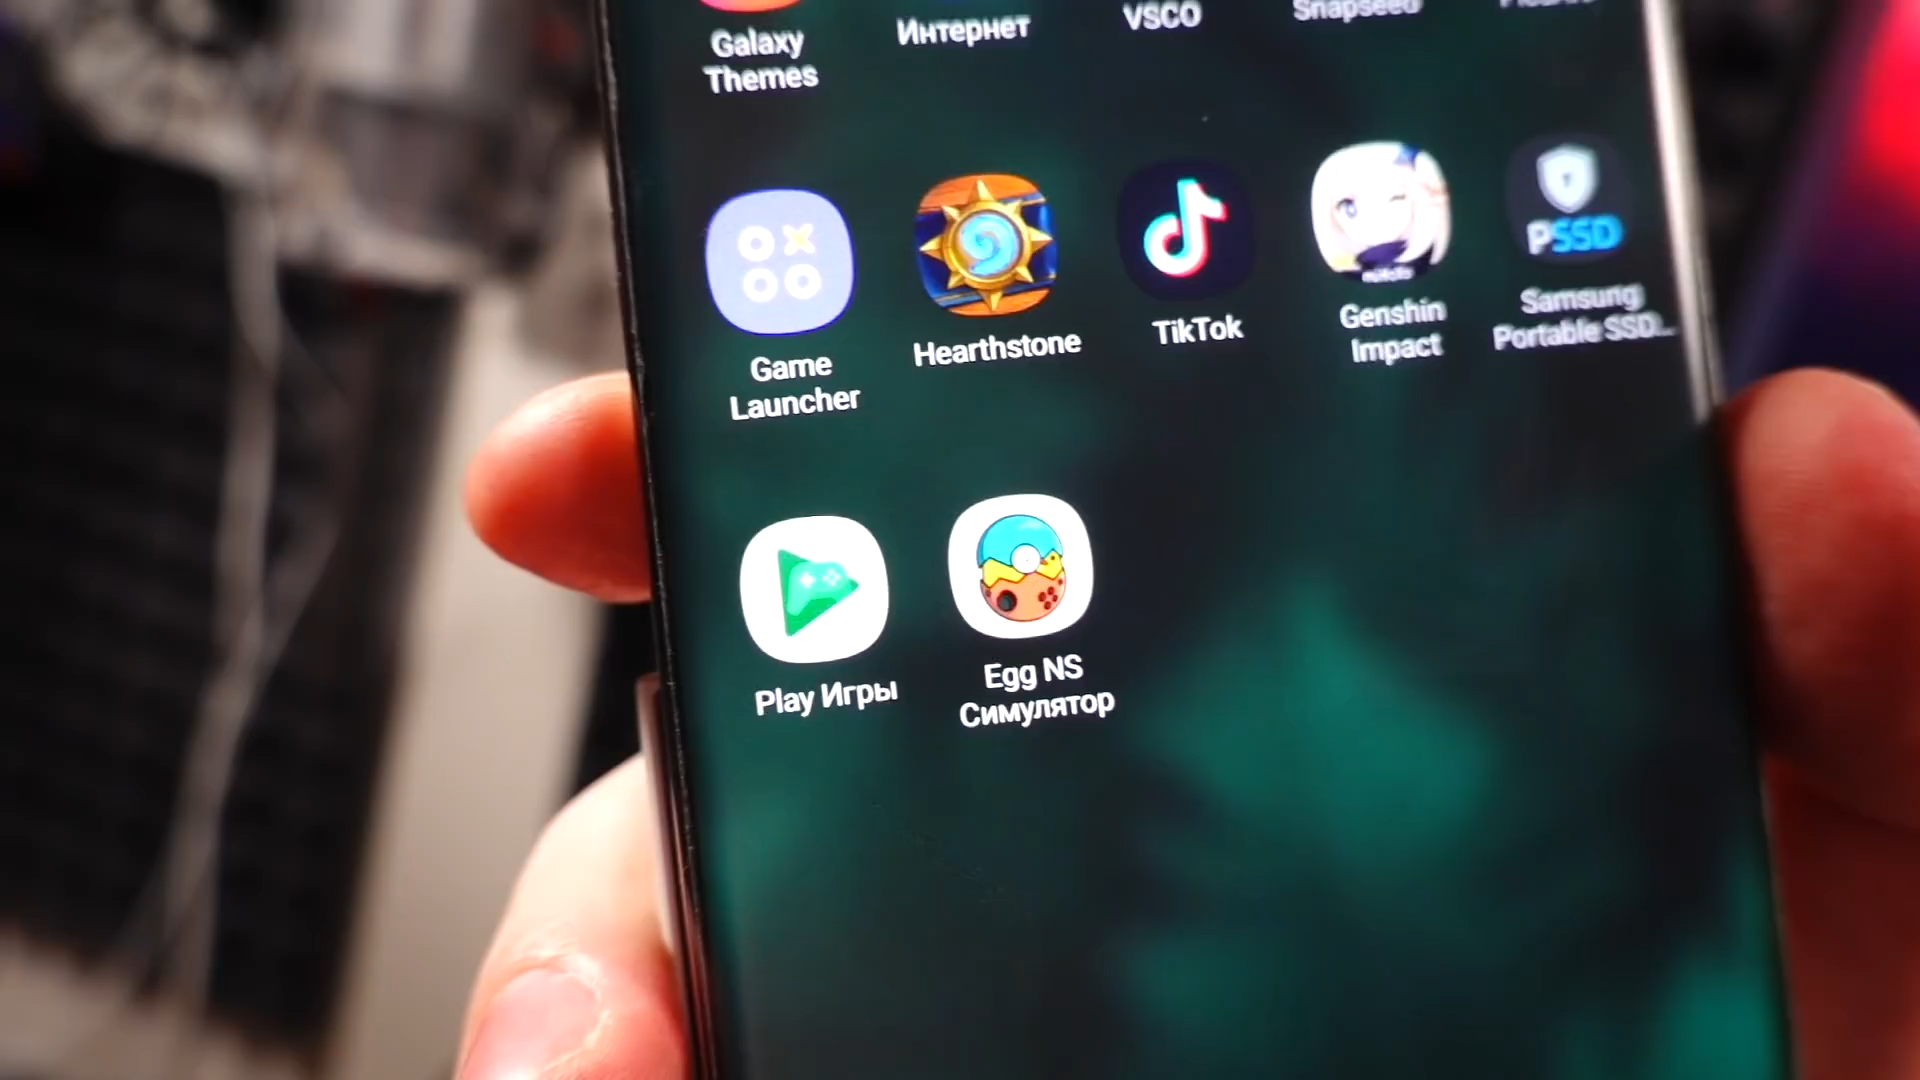 Galaxy
Themes
Интернет
VSCO
Snapseed
Game
Launcher
Hearthstone
TikTok
Genshin
Impact
PSSD
Samsung
Portable SSD...
Play Игры
Egg NS
Симулятор